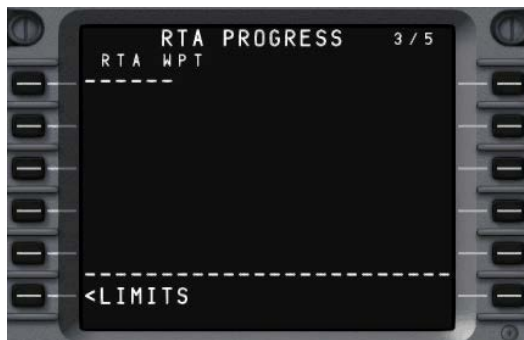 RTA PROGRESS 3/5
RTA WPT
------
--------------------------
<LIMITS